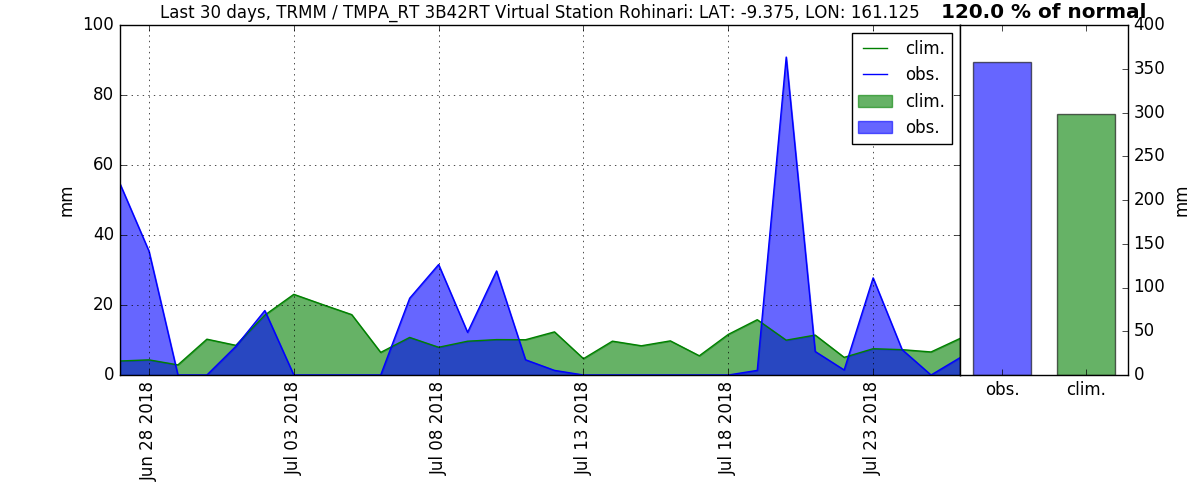 Last 30 days, TRMM / TMPA_RT 3B42RT Virtual Station Rohinari: LAT: -9.375, LON: 161.125
120.0 % of normal
100
80
60
40
20
0
mm
clim.
obs.
clim.
obs.
400
350
300
250
200
150
100
50
0
mm
Jun 28 2018
Jul 03 2018
Jul 08 2018
Jul 13 2018
Jul 18 2018
Jul 23 2018
obs.
clim.